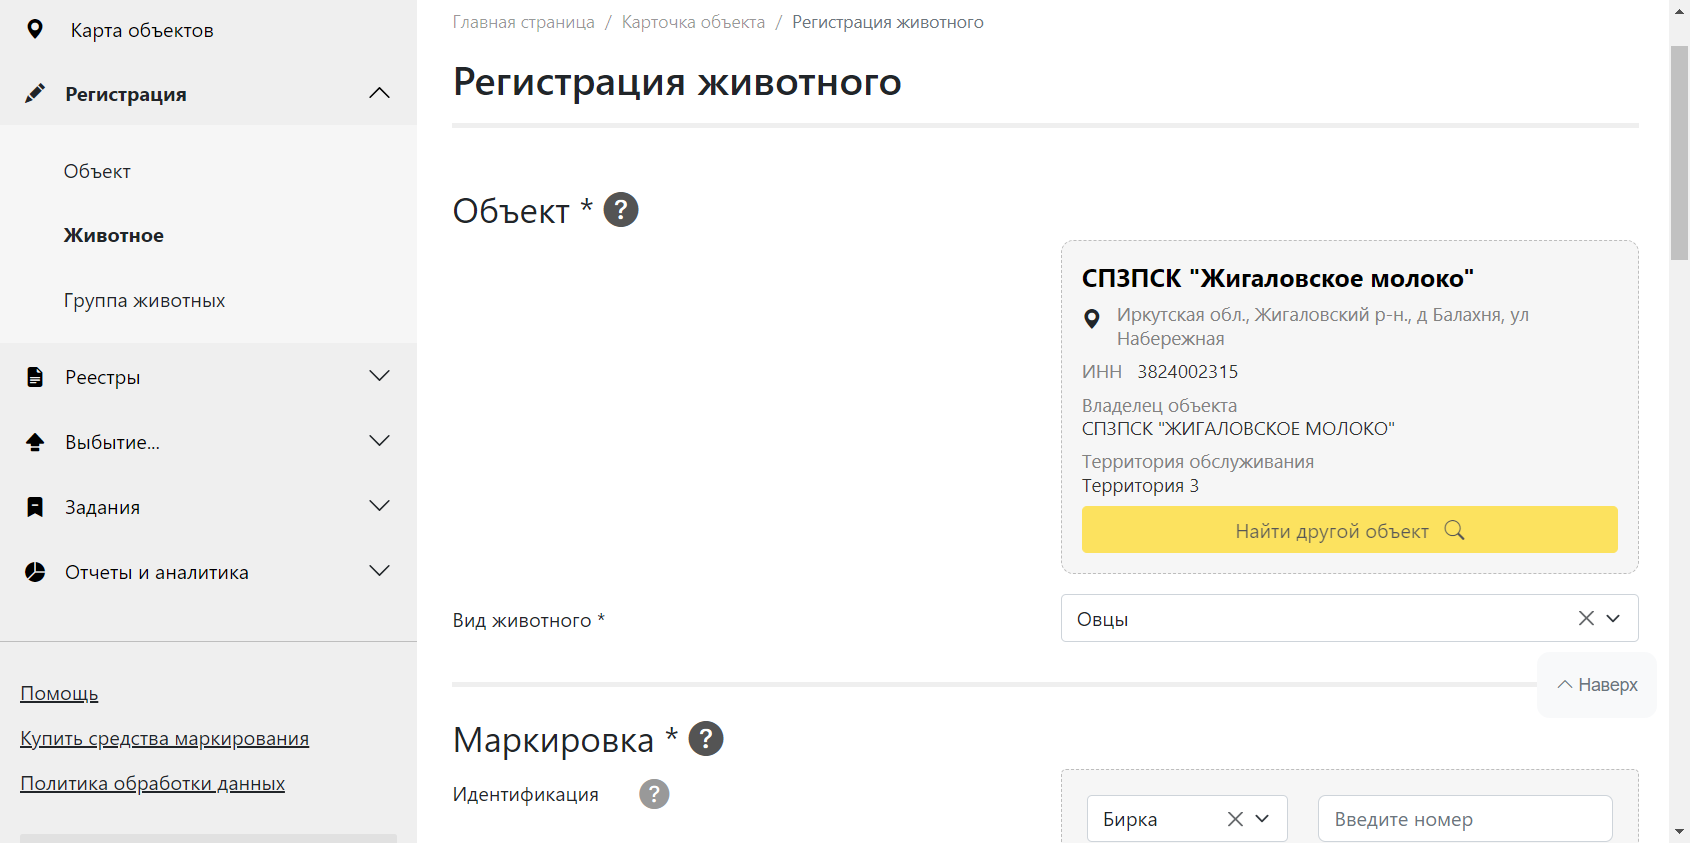 Карта объектов
Регистрация
Объект
Животное
Группа животных
Реестры
Выбытие...
Задания
Отчеты и аналитика
Помощь
Купить средства маркирования
Политика обработки данных
Главная страница / Карточка объекта / Регистрация животного
Регистрация животного
Объект * ?
СПЗПСК "Жигаловское молоко"
Иркутская обл., Жигаловский р-н., д Балахня, ул
Набережная
ИНН 3824002315
Владелец объекта
СПЗПСК "ЖИГАЛОВСКОЕ МОЛОКО"
Территория обслуживания
Территория 3
Найти другой объект
Вид животного *
Овцы
Наверх
Маркировка * ?
Идентификация ?
Бирка
Введите номер